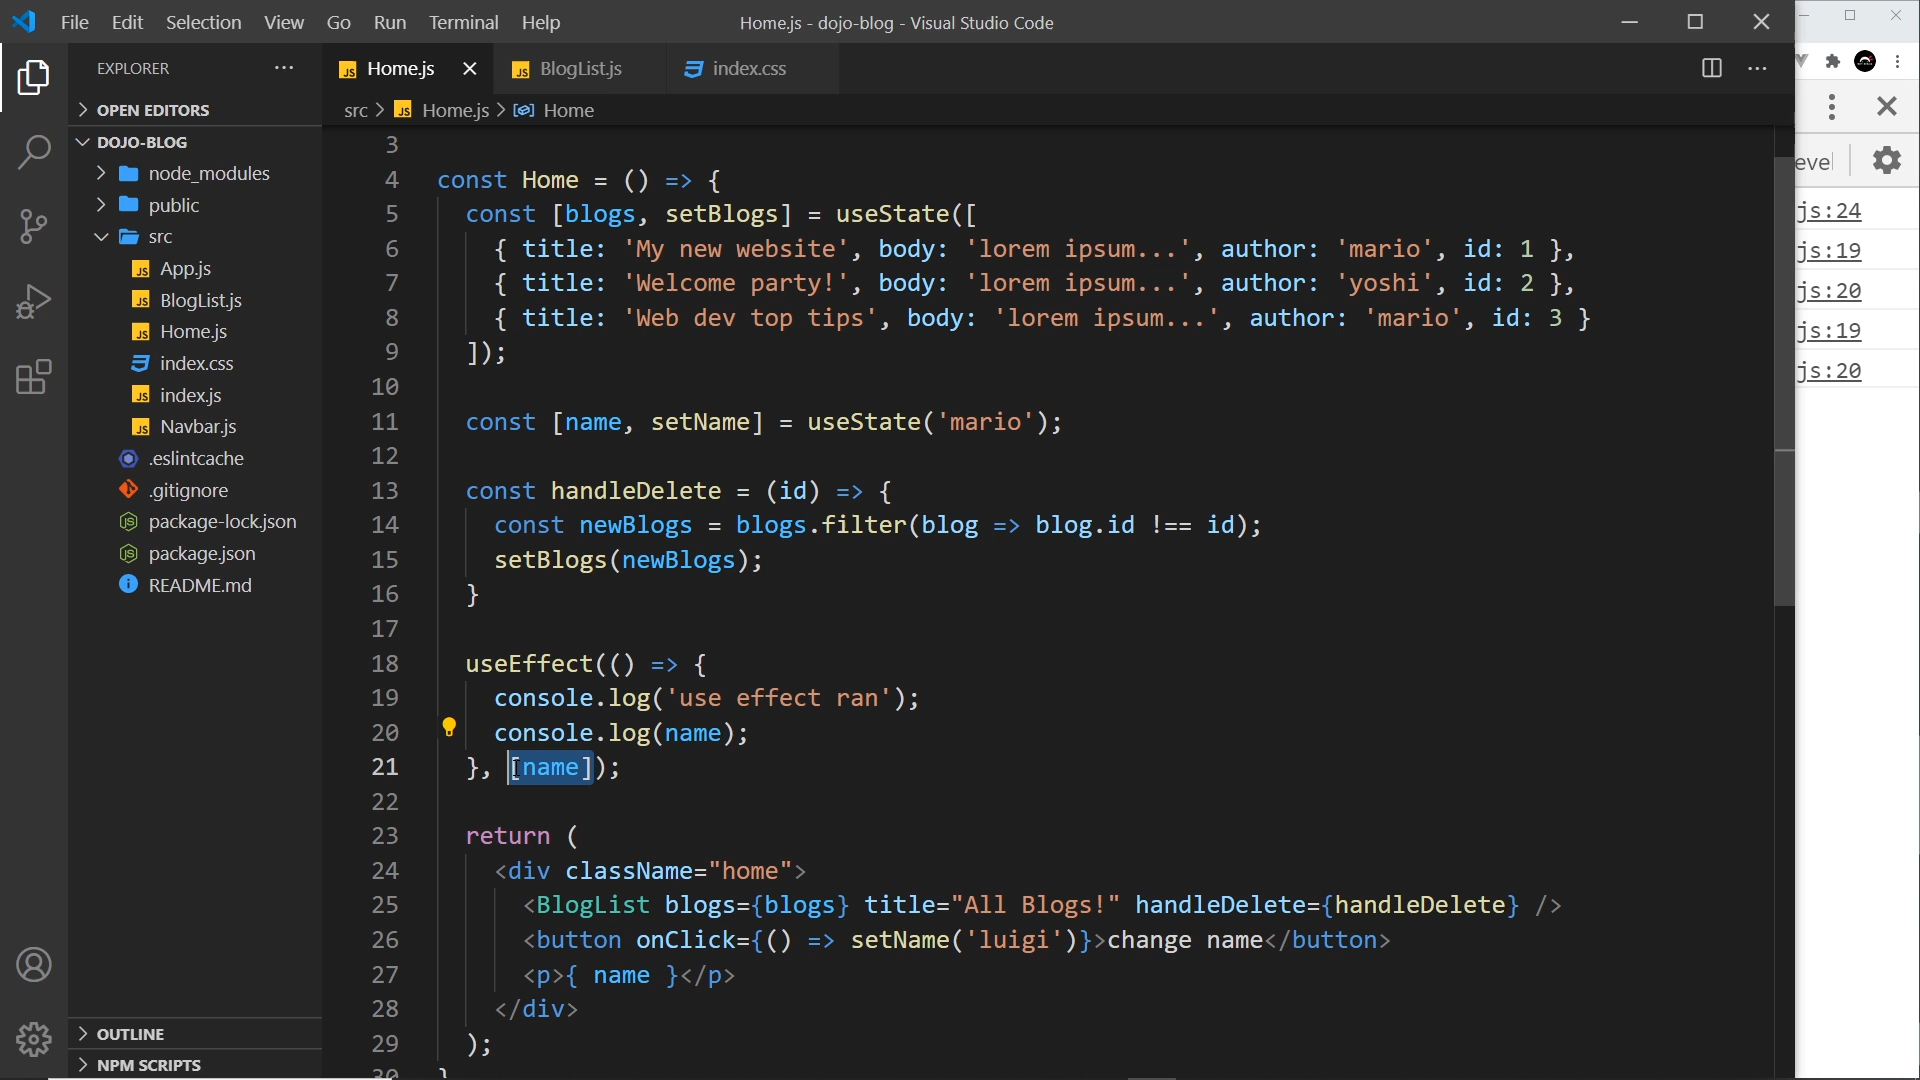 File Edit Selection View Go Run Terminal Help
Home.js - dojo-blog - Visual Studio Code
EXPLORER
OPEN EDITORS
DOJO-BLOG
node_modules
public
src
App.js
BlogList.js
Home.js
index.css
index.js
Navbar.js
.eslintcache
.gitignore
package-lock.json
package.json
README.md
OUTLINE
NPM SCRIPTS
Home.js BlogList.js index.css
src > Home.js > Home
3
4 const Home = () => {
5 const [blogs, setBlogs] = useState([
6 { title: 'My new website', body: 'lorem ipsum...', author: 'mario', id: 1 },
7 { title: 'Welcome party!', body: 'lorem ipsum...', author: 'yoshi', id: 2 },
8 { title: 'Web dev top tips', body: 'lorem ipsum...', author: 'mario', id: 3 }
9 ]);
10
11 const [name, setName] = useState('mario');
12
13 const handleDelete = (id) => {
14 const newBlogs = blogs.filter(blog => blog.id !== id);
15 setBlogs(newBlogs);
16 }
17
18 useEffect(() => {
19 console.log('use effect ran');
20 console.log(name);
21 }, [name]);
22
23 return (
24 <div className="home">
25 <BlogList blogs={blogs} title="All Blogs!" handleDelete={handleDelete} />
26 <button onClick={() => setName('luigi')}>change name</button>
27 <p>{ name }</p>
28 </div>
29 );
30 }
evel
js:24
js:19
js:20
js:19
js:20